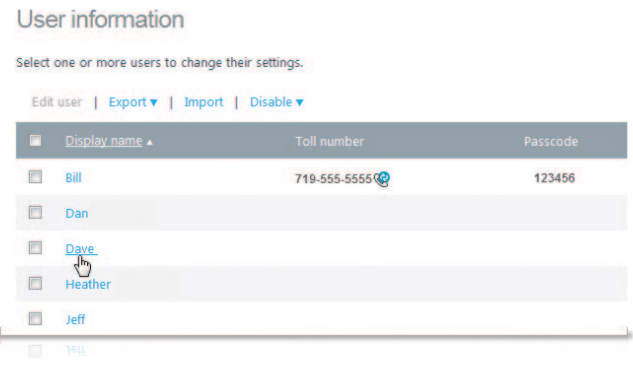 User information
Select one or more users to change their settings.
Edit user | Export ▼ | Import | Disable ▼
Display name ▲ Toll number Passcode
Bill 719-555-5555 123456
Dan
Dave
Heather
Jeff
Jeff